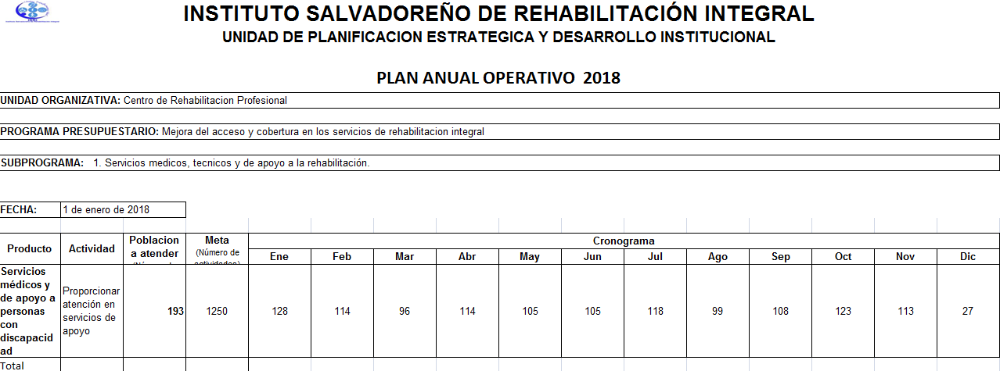 INSTITUTO SALVADOREÑO DE REHABILITACIÓN INTEGRAL
UNIDAD DE PLANIFICACION ESTRATEGICA Y DESARROLLO INSTITUCIONAL
PLAN ANUAL OPERATIVO 2018
UNIDAD ORGANIZATIVA: Centro de Rehabilitacion Profesional
PROGRAMA PRESUPUESTARIO: Mejora del acceso y cobertura en los servicios de rehabilitacion integral
SUBPROGRAMA: 1. Servicios medicos, tecnicos y de apoyo a la rehabilitación.
FECHA: 1 de enero de 2018
Producto
Actividad
Poblacion
a atender
Meta
(Número de
actividades)
Cronograma
Ene Feb Mar Abr May Jun Jul Ago Sep Oct Nov Dic
Servicios
médicos y
de apoyo a
personas
con
discapacid
ad
Proporcionar
atención en
servicios de
apoyo
193 1250 128 114 96 114 105 105 118 99 108 123 113 27
Total